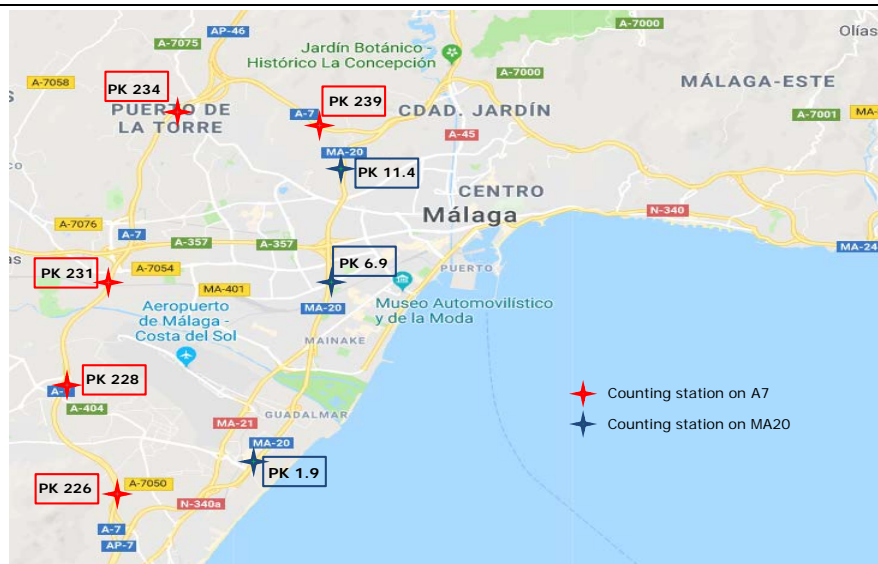 AP-46
A-7000
Olías
A-7075
Jardín Botánico -
Histórico La Concepción
A-7000
A-7058
PK 234
MÁLAGA-ESTE
PUERTO DE
LA TORRE
PK 239
A-7
CDAD. JARDÍN
A-7001
MA-
A-45
MA-20
PK 11.4
CENTRO
Málaga
N-340
A-7076
A-7
A-357
A-357
MA-24
as
PK 231
A-7054
PK 6.9
PUERTO
MA-401
Aeropuerto
de Málaga -
Costa del Sol
MA-20
Museo Automovilístico
y de la Moda
MAINAKE
PK 228
A-7
Counting station on A7
A-404
GUADALMAR
MA-21
Counting station on MA20
MA-20
PK 1.9
PK 226
A-7050
N-340a
A-7
AP-7